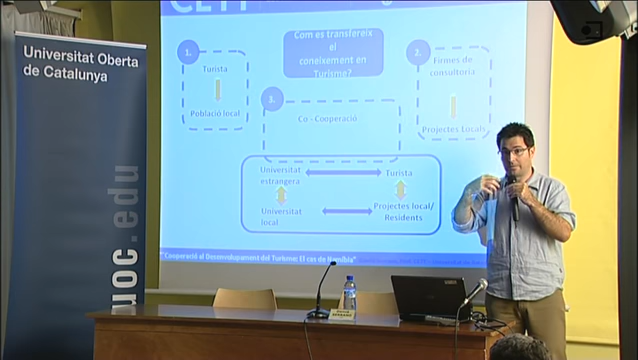 CETT
Universitat Oberta
de Catalunya
uoc.edu
Com es transfereix
el
coneixement en
Turisme?
1.
Turista
Població local
2.
Firmes de
consultoria
Projectes Locals
3.
Co - Cooperació
Universitat
estrangera
Turista
Universitat
local
Projectes local/
Residents
"Cooperació al Desenvolupament del Turisme: El cas de Namíbia"